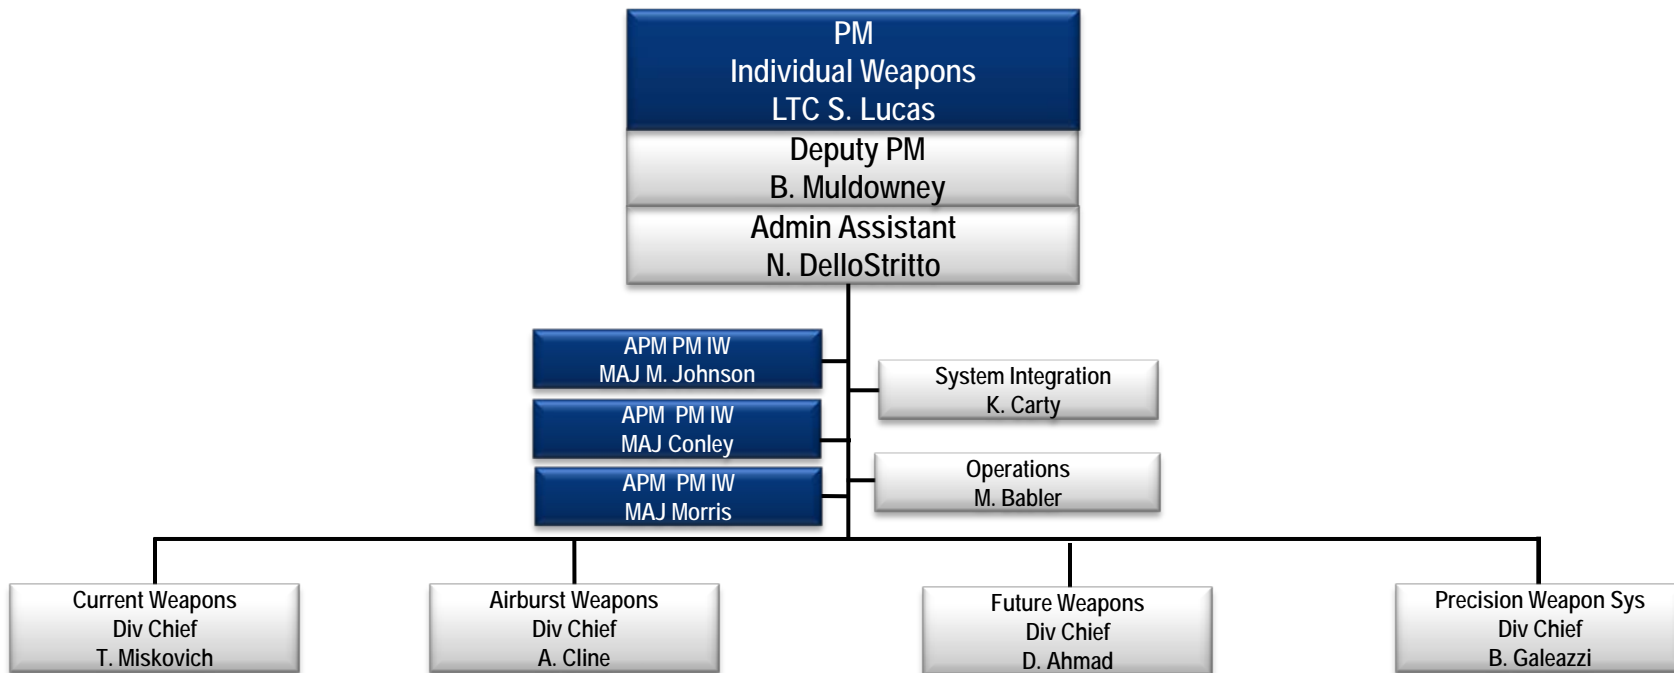 PM
Individual Weapons
LTC S. Lucas
Deputy PM
B. Muldowney
Admin Assistant
N. DelloStritto
APM PM IW
MAJ M. Johnson
System Integration
K. Carty
APM PM IW
MAJ Conley
Operations
M. Babler
APM PM IW
MAJ Morris
Current Weapons
Div Chief
T. Miskovich
Airburst Weapons
Div Chief
A. Cline
Future Weapons
Div Chief
D. Ahmad
Precision Weapon Sys
Div Chief
B. Galeazzi